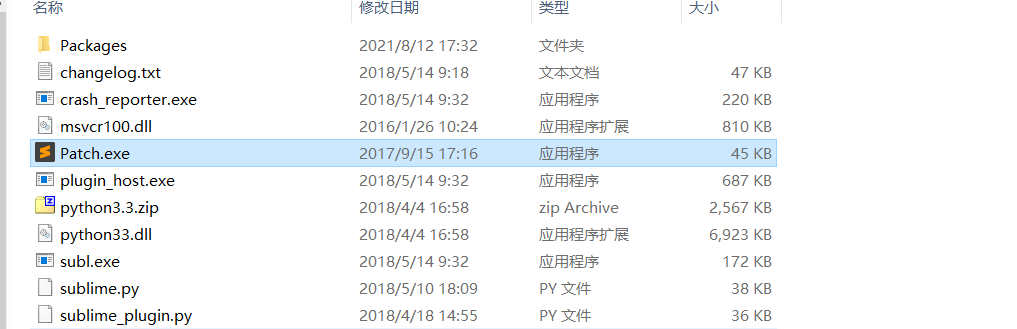 名称 修改日期 类型 大小
Packages 2021/8/12 17:32 文件夹
changelog.txt 2018/5/14 9:18 文本文档 47 KB
crash_reporter.exe 2018/5/14 9:32 应用程序 220 KB
msvcr100.dll 2016/1/26 10:24 应用程序扩展 810 KB
Patch.exe 2017/9/15 17:16 应用程序 45 KB
plugin_host.exe 2018/5/14 9:32 应用程序 687 KB
python3.3.zip 2018/4/4 16:58 zip Archive 2,567 KB
python33.dll 2018/4/4 16:58 应用程序扩展 6,923 KB
subl.exe 2018/5/14 9:32 应用程序 172 KB
sublime.py 2018/5/10 18:09 PY 文件 38 KB
sublime_plugin.py 2018/4/18 14:55 PY 文件 36 KB